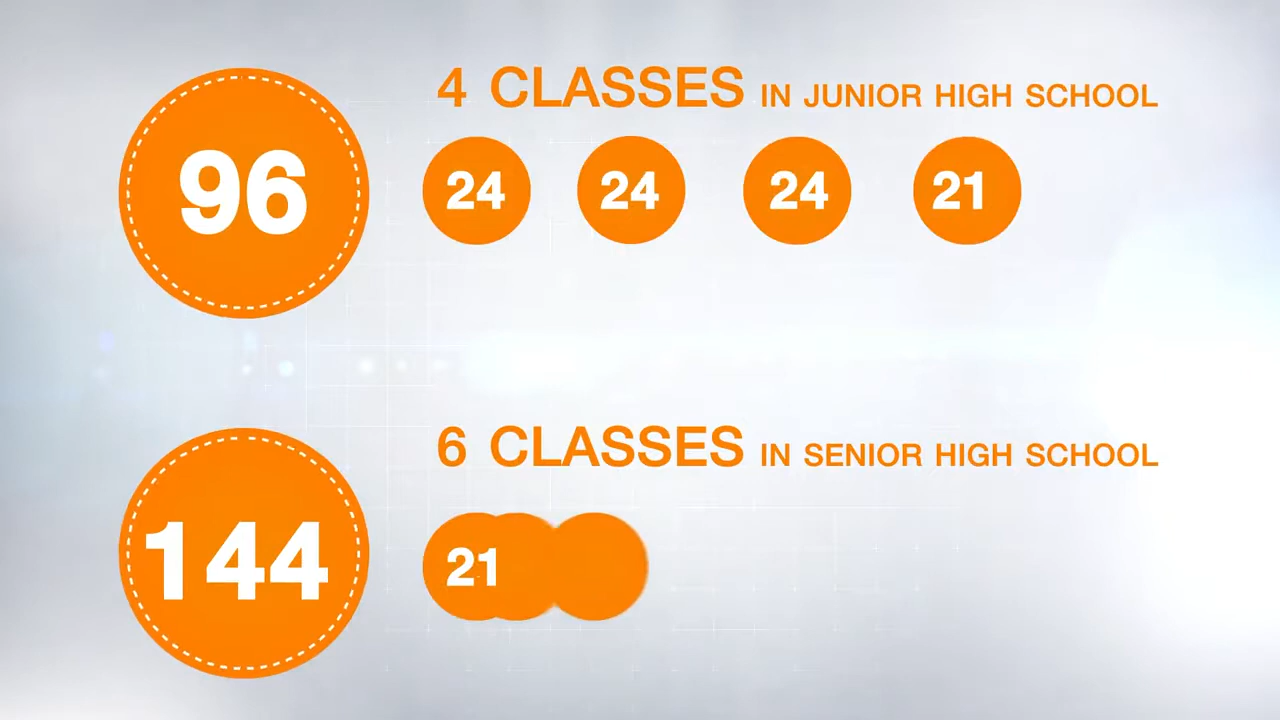 96
4 CLASSES IN JUNIOR HIGH SCHOOL
24 24 24 21
144
6 CLASSES IN SENIOR HIGH SCHOOL
21